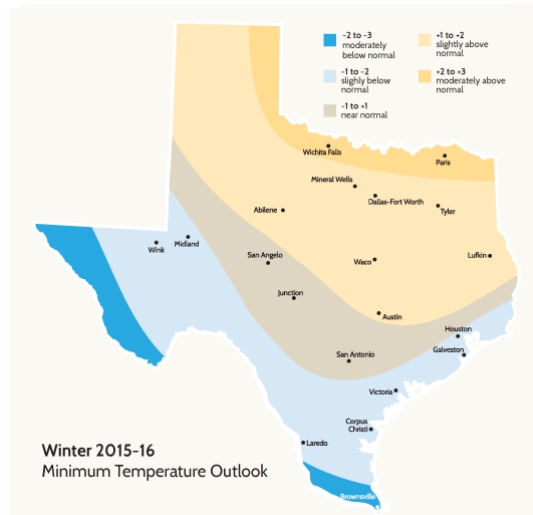 -2 to -3
moderately
below normal
+1 to +2
slightly above
normal
-1 to -2
slighly below
normal
+2 to +3
moderately above
normal
-1 to +1
near normal
Wichita Falls
Paris
Mineral Wells
Dallas-Fort Worth
Abilene
Tyler
Wink
Midland
San Angelo
Waco
Lufkin
Junction
Austin
Houston
San Antonio
Galveston
Victoria
Corpus
Christi
Laredo
Brownsville
Winter 2015-16
Minimum Temperature Outlook